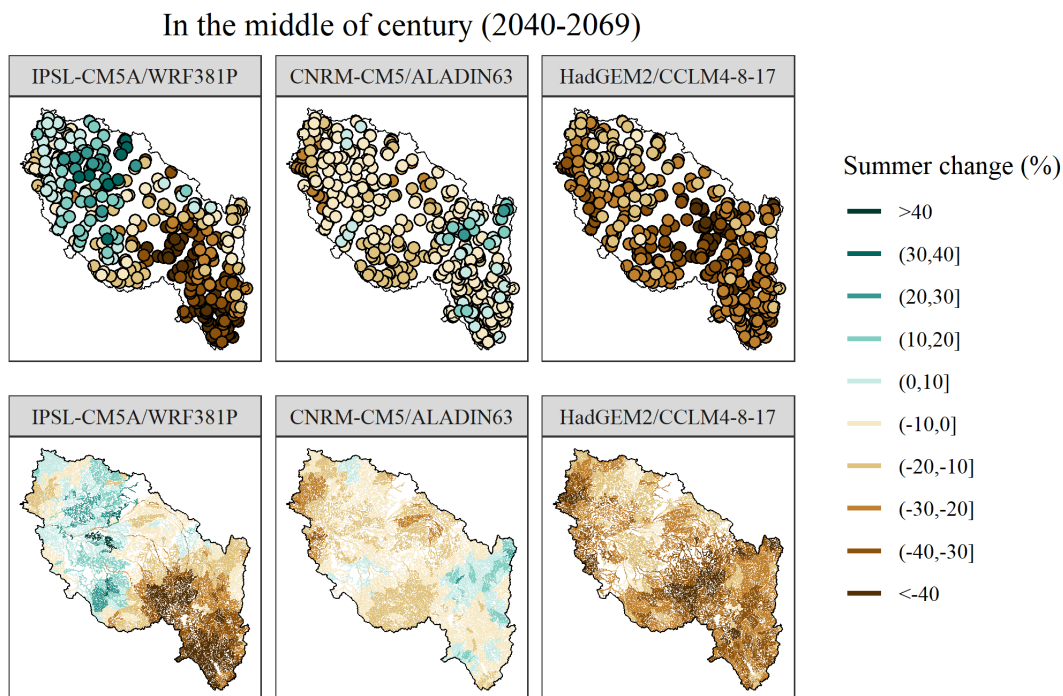 In the middle of century (2040-2069)
IPSL-CM5A/WRF381P
CNRM-CM5/ALADIN63
HadGEM2/CCLM4-8-17
Summer change (%)
>40
(30,40]
(20,30]
(10,20]
(0,10]
(-10,0]
(-20,-10]
(-30,-20]
(-40,-30]
<-40
IPSL-CM5A/WRF381P
CNRM-CM5/ALADIN63
HadGEM2/CCLM4-8-17